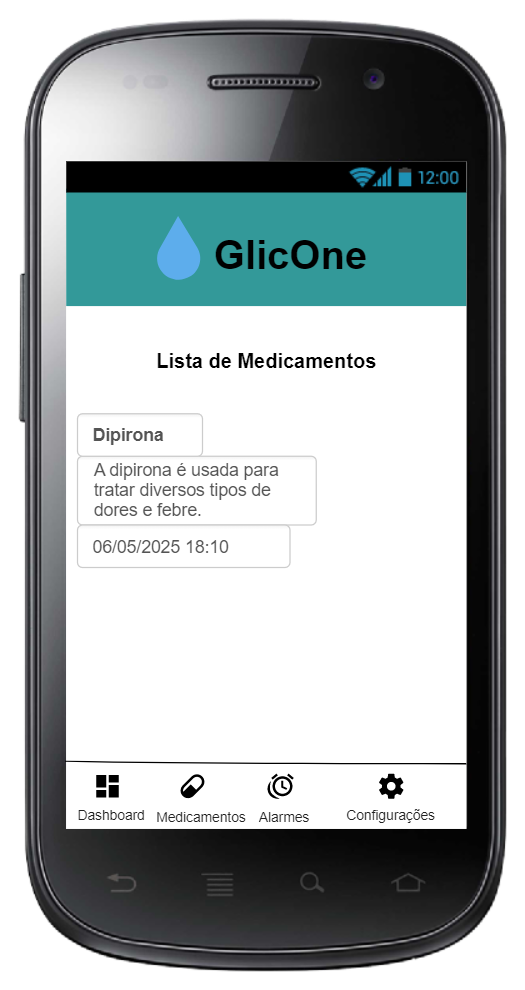 12:00
GlicOne
Lista de Medicamentos
Dipirona
A dipirona é usada para
tratar diversos tipos de
dores e febre.
06/05/2025 18:10
Dashboard Medicamentos Alarmes Configurações